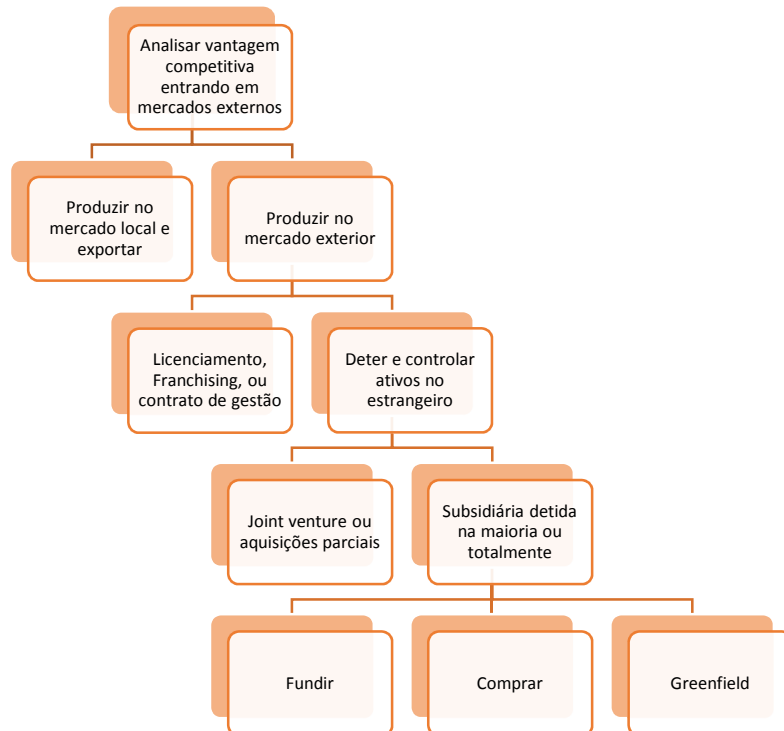 Analisar vantagem
competitiva
entrando em
mercados externos
Produzir no
mercado local e
exportar
Produzir no
mercado exterior
Licenciamento,
Franchising, ou
contrato de gestão
Deter e controlar
ativos no
estrangeiro
Joint venture ou
aquisições parciais
Subsidiária detida
na maioria ou
totalmente
Fundir
Comprar
Greenfield